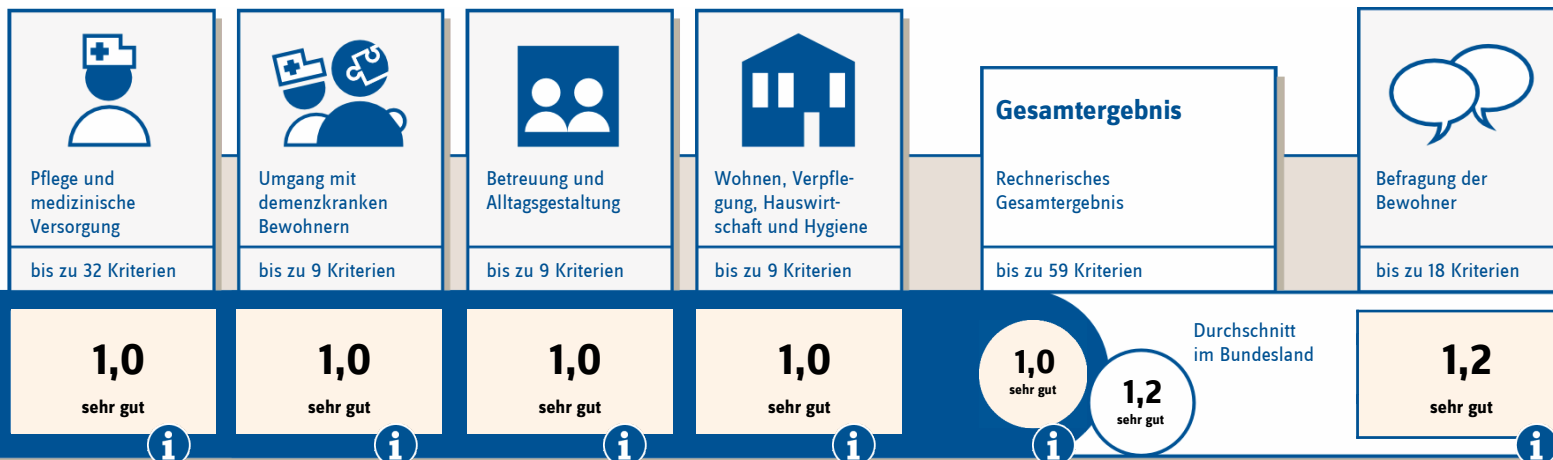 Pflege und
medizinische
Versorgung
bis zu 32 Kriterien
1,0
sehr gut
i
Umgang mit
demenzkranken
Bewohnern
bis zu 9 Kriterien
1,0
sehr gut
i
Betreuung und
Alltagsgestaltung
bis zu 9 Kriterien
1,0
sehr gut
i
Wohnen, Verpfle-
gung, Hauswirt-
schaft und Hygiene
bis zu 9 Kriterien
1,0
sehr gut
i
Gesamtergebnis
Rechnerisches
Gesamtergebnis
bis zu 59 Kriterien
1,0
sehr gut
i
1,2
sehr gut
Durchschnitt
im Bundesland
Befragung der
Bewohner
bis zu 18 Kriterien
1,2
sehr gut
i